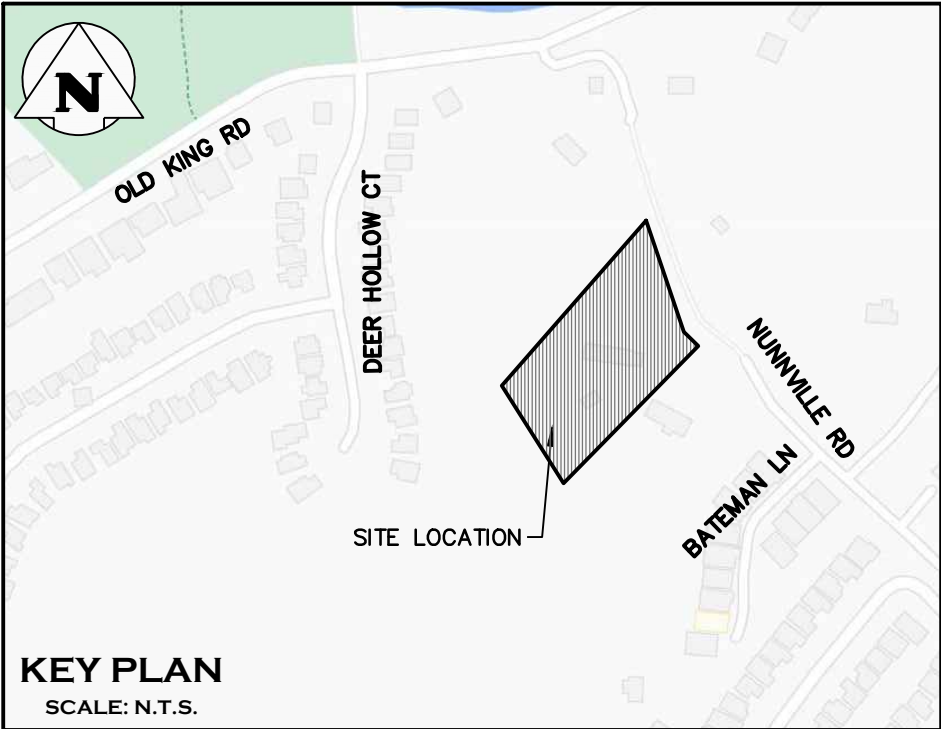 N
OLD KING RD
DEER HOLLOW CT
NUNNVILLE RD
BATEMAN LN
SITE LOCATION
KEY PLAN
SCALE: N.T.S.